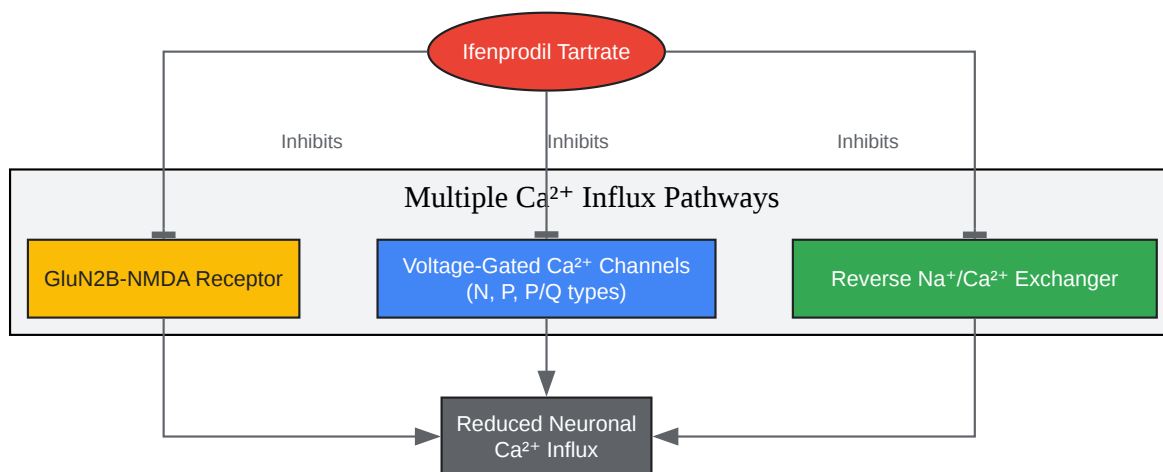 Ifenprodil Tartrate
Inhibits
Inhibits
Inhibits
Multiple Ca²⁺ Influx Pathways
GluN2B-NMDA Receptor
Voltage-Gated Ca²⁺ Channels
(N, P, P/Q types)
Reverse Na⁺/Ca²⁺ Exchanger
Reduced Neuronal
Ca²⁺ Influx